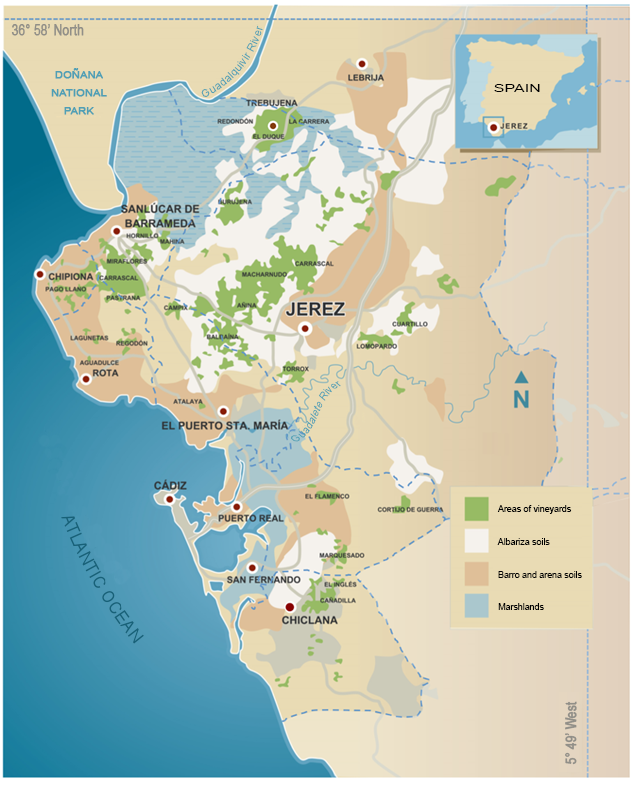 36° 58' North
DOÑANA
NATIONAL
PARK
Guadalquivir River
LEBRIJA
SPAIN
JEREZ
TREBUJENA
REDONDÓN
LA CARRERA
EL DUQUE
SANLÚCAR DE
BARRAMEDA
BURUJENA
HORNILLO
MAHINA
MIRAFLORES
CHIPIONA
CARRASCAL
PAGO LLANO
PASTRANA
CARRASCAL
MACHARNUDO
CAMPIX
AÑINA
JEREZ
CUARTILLO
LOMOPARDO
LAGUNETAS
REGODÓN
BALBAINA
AGUADULCE
ROTA
TORROX
Guadalete River
N
ATALAYA
EL PUERTO STA. MARÍA
CÁDIZ
PUERTO REAL
EL FLAMENCO
CORTIJO DE GUERRA
ATLANTIC OCEAN
SAN FERNANDO
MARQUESADO
EL INGLÉS
CAÑADILLA
CHICLANA
Areas of vineyards
Albariza soils
Barro and arena soils
Marshlands
5° 49' West